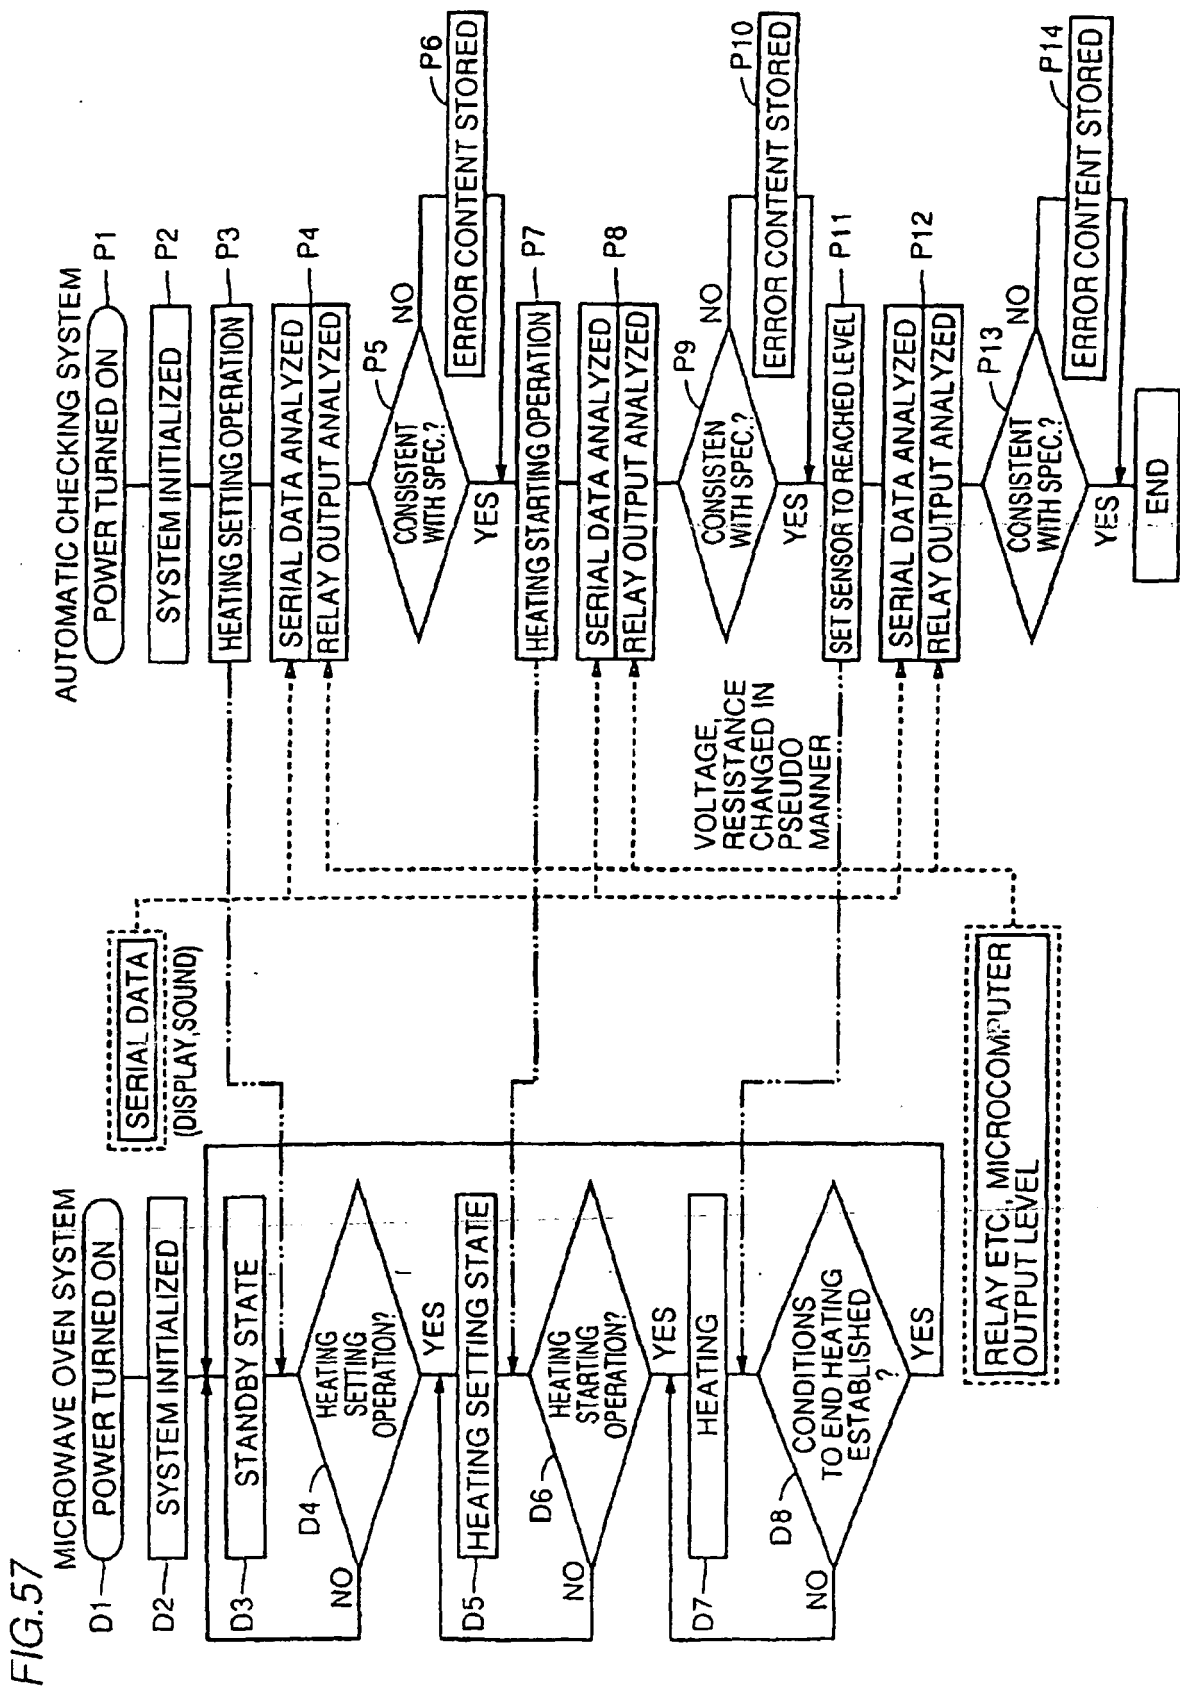 FIG.57
MICROWAVE OVEN SYSTEM
D1
POWER TURNED ON
D2
SYSTEM INITIALIZED
D3
STANDBY STATE
D4
HEATING
SETTING
OPERATION?
NO
YES
D5
HEATING SETTING STATE
D6
HEATING
STARTING
OPERATION?
NO
YES
D7
HEATING
D8
CONDITIONS
TO END HEATING
ESTABLISHED
?
NO
YES
SERIAL DATA
(DISPLAY,SOUND)
RELAY ETC., MICROCOMPUTER
OUTPUT LEVEL
VOLTAGE,
RESISTANCE
CHANGED IN
PSEUDO
MANNER
AUTOMATIC CHECKING SYSTEM
POWER TURNED ON
P1
SYSTEM INITIALIZED
P2
HEATING SETTING OPERATION
P3
SERIAL DATA ANALYZED
RELAY OUTPUT ANALYZED
P4
CONSISTENT
WITH SPEC.?
P5
NO
YES
ERROR CONTENT STORED
P6
HEATING STARTING OPERATION
P7
SERIAL DATA ANALYZED
RELAY OUTPUT ANALYZED
P8
CONSISTEN
WITH SPEC.?
P9
NO
YES
ERROR CONTENT STORED
P10
SET SENSOR TO REACHED LEVEL
P11
SERIAL DATA ANALYZED
RELAY OUTPUT ANALYZED
P12
CONSISTENT
WITH SPEC.?
P13
NO
YES
ERROR CONTENT STORED
P14
END